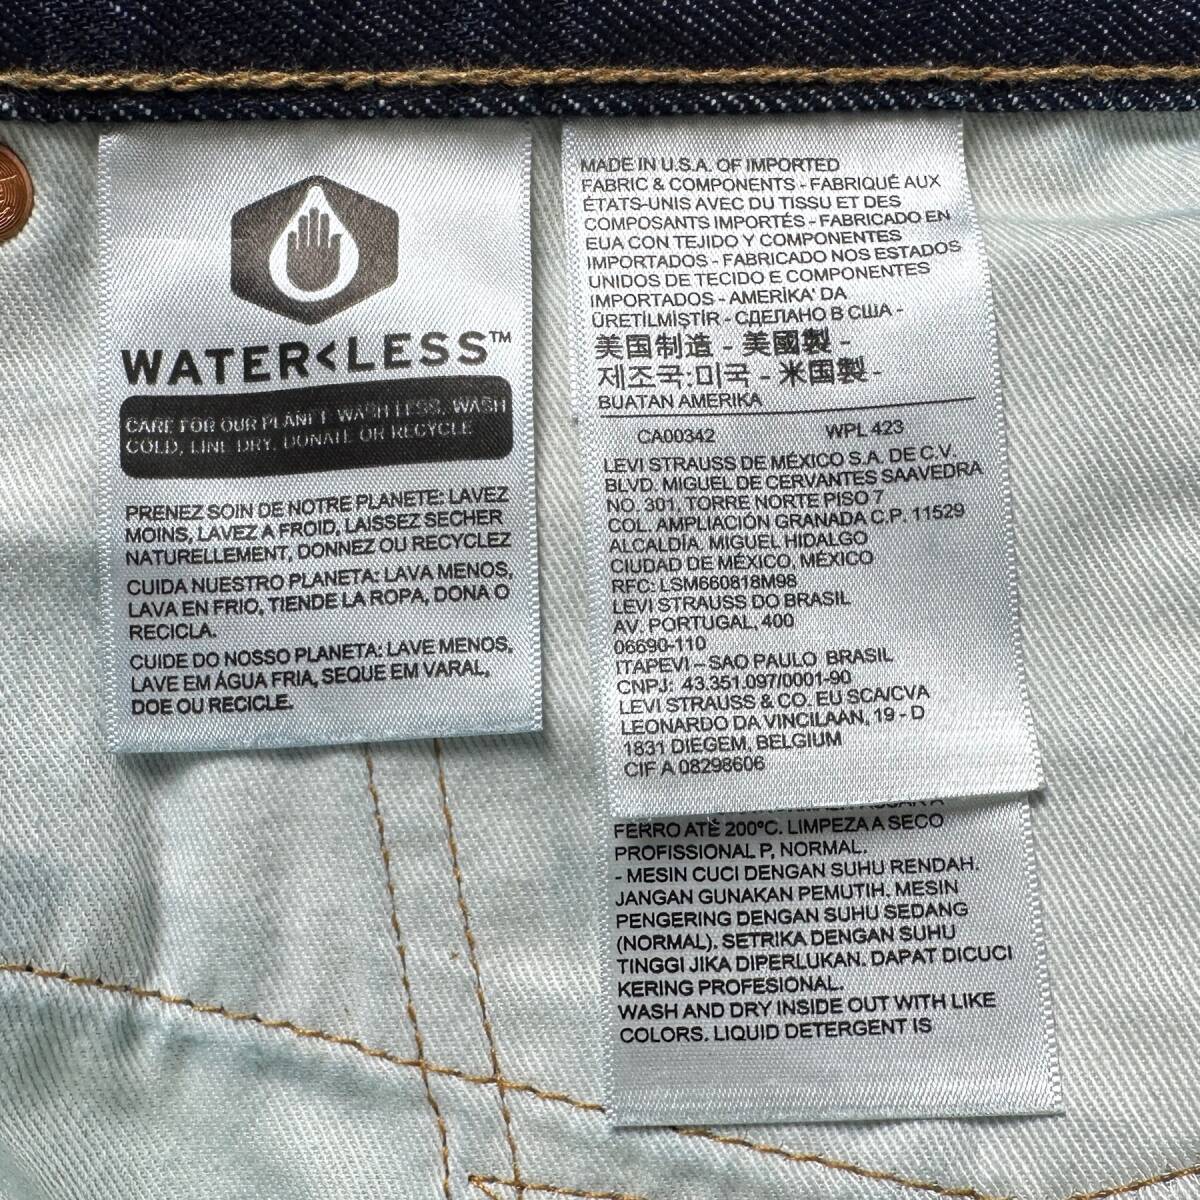 WATER<LESS™
CARE FOR OUR PLANET. WASH LESS, WASH
COLD, LINE DRY, DONATE OR RECYCLE
PRENEZ SOIN DE NOTRE PLANETE: LAVEZ
MOINS, LAVEZ A FROID, LAISSEZ SECHER
NATURELLEMENT, DONNEZ OU RECYCLEZ
CUIDA NUESTRO PLANETA: LAVA MENOS,
LAVA EN FRIO, TIENDE LA ROPA, DONA O
RECICLA.
CUIDE DO NOSSO PLANETA: LAVE MENOS,
LAVE EM ÁGUA FRIA, SEQUE EM VARAL,
DOE OU RECICLE.
MADE IN U.S.A. OF IMPORTED
FABRIC & COMPONENTS - FABRIQUÉ AUX
ÉTATS-UNIS AVEC DU TISSU ET DES
COMPOSANTS IMPORTÉS - FABRICADO EN
EUA CON TEJIDO Y COMPONENTES
IMPORTADOS - FABRICADO NOS ESTADOS
UNIDOS DE TECIDO E COMPONENTES
IMPORTADOS - AMERİKA' DA
ÜRETİLMİŞTİR - СДЕЛАНО В США -
美国制造 - 美國製 -
제조국:미국 - 米国製 -
BUATAN AMERIKA
CA00342 WPL 423
LEVI STRAUSS DE MÉXICO S.A. DE C.V.
BLVD. MIGUEL DE CERVANTES SAAVEDRA
NO. 301, TORRE NORTE PISO 7
COL. AMPLIACIÓN GRANADA C.P. 11529
ALCALDÍA. MIGUEL HIDALGO
CIUDAD DE MÉXICO, MÉXICO
RFC: LSM660818M98
LEVI STRAUSS DO BRASIL
AV. PORTUGAL, 400
06690-110
ITAPEVI – SAO PAULO BRASIL
CNPJ: 43.351.097/0001-90
LEVI STRAUSS & CO. EU SCA/CVA
LEONARDO DA VINCILAAN, 19 - D
1831 DIEGEM, BELGIUM
CIF A 08298606
FERRO ATÉ 200ºC. LIMPEZA A SECO
PROFISSIONAL P, NORMAL.
- MESIN CUCI DENGAN SUHU RENDAH.
JANGAN GUNAKAN PEMUTIH. MESIN
PENGERING DENGAN SUHU SEDANG
(NORMAL). SETRIKA DENGAN SUHU
TINGGI JIKA DIPERLUKAN. DAPAT DICUCI
KERING PROFESIONAL.
WASH AND DRY INSIDE OUT WITH LIKE
COLORS. LIQUID DETERGENT IS